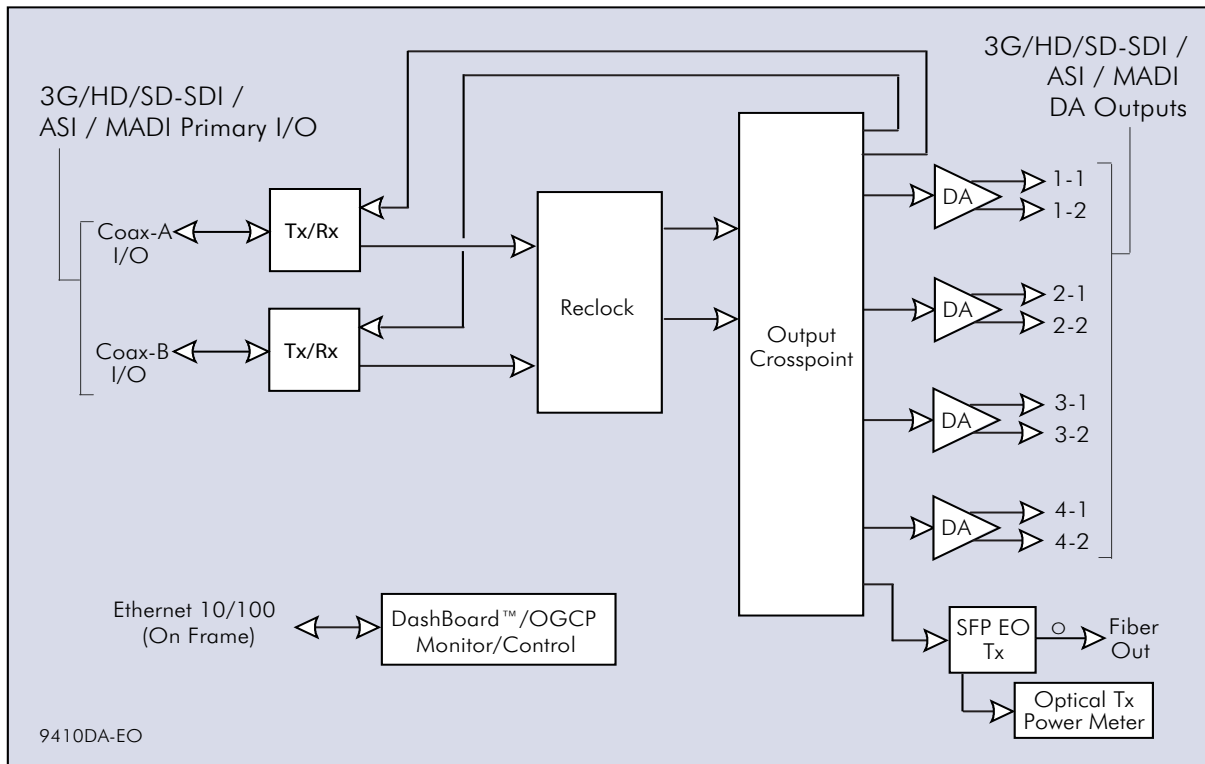 3G/HD/SD-SDI /
ASI / MADI Primary I/O
3G/HD/SD-SDI /
ASI / MADI
DA Outputs
Coax-A
I/O
Tx/Rx
Coax-B
I/O
Tx/Rx
Reclock
Output
Crosspoint
DA
1-1
1-2
DA
2-1
2-2
DA
3-1
3-2
DA
4-1
4-2
Ethernet 10/100
(On Frame)
DashBoard™/OGCP
Monitor/Control
SFP EO
Tx
Fiber
Out
Optical Tx
Power Meter
9410DA-EO